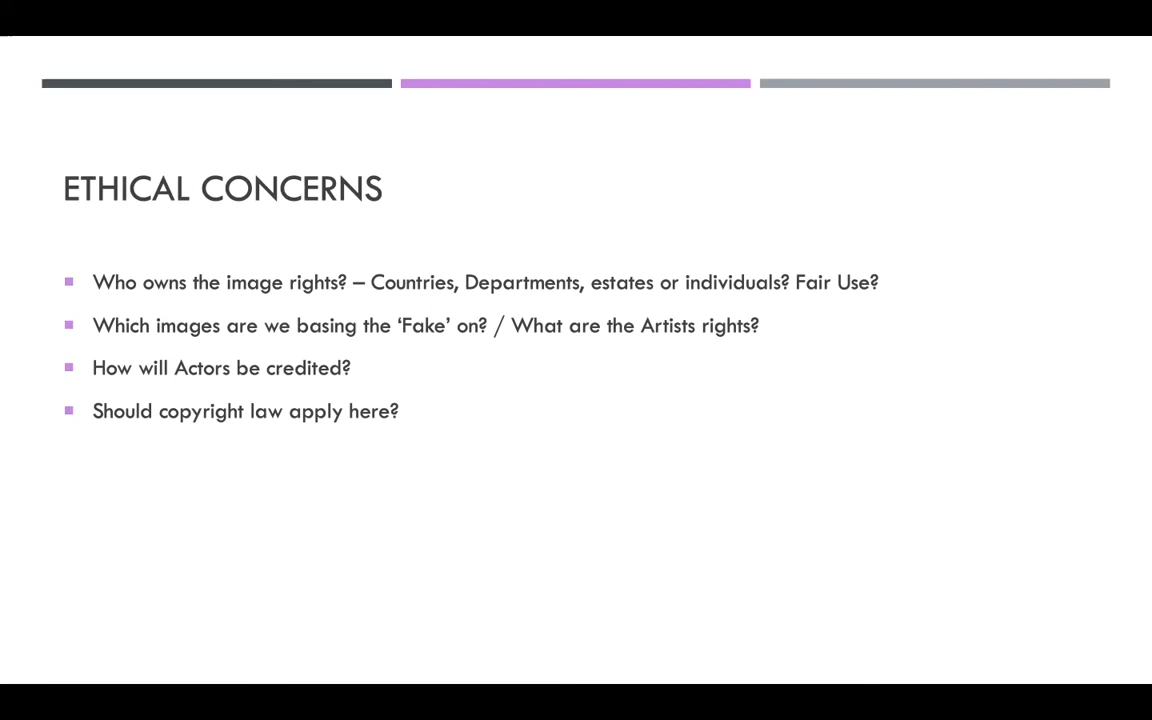 ETHICAL CONCERNS
Who owns the image rights? – Countries, Departments, estates or individuals? Fair Use?
Which images are we basing the ‘Fake’ on? / What are the Artists rights?
How will Actors be credited?
Should copyright law apply here?